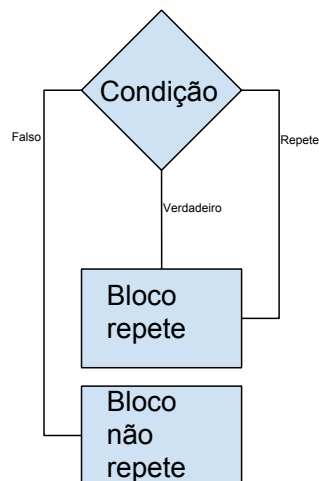 Condição
Falso
Repete
Verdadeiro
Bloco
repete
Bloco
não
repete